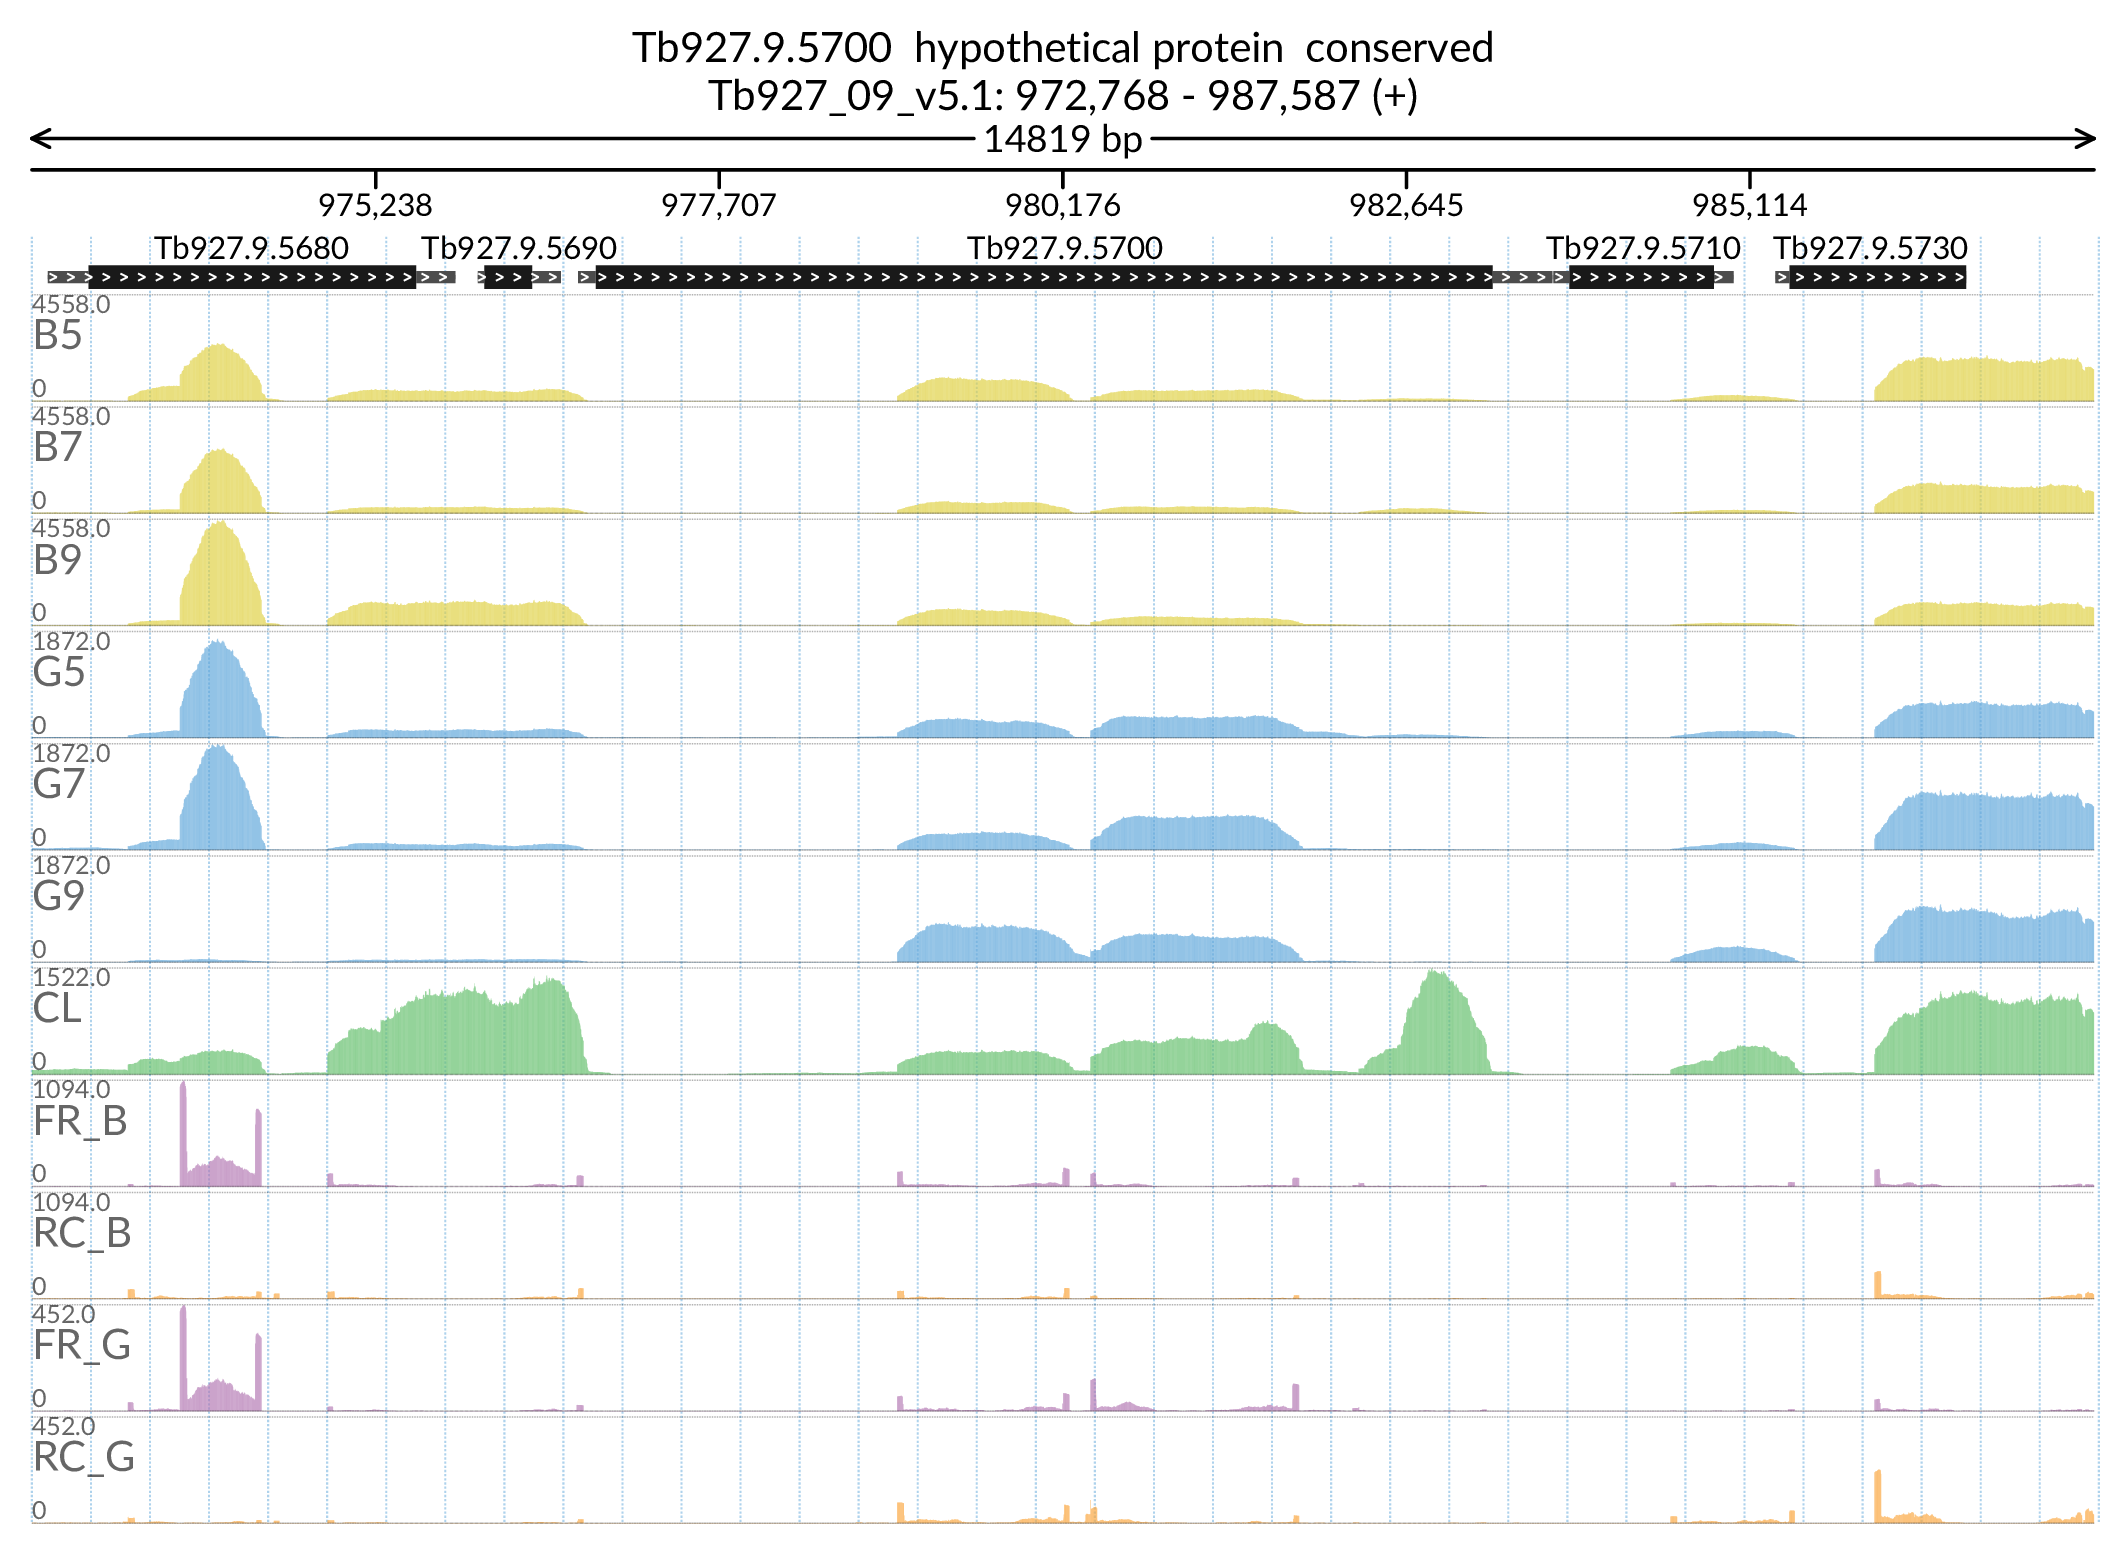 Tb927.9.5700 hypothetical protein conserved
Tb927_09_v5.1: 972,768 - 987,587 (+)
14819 bp
975,238 977,707 980,176 982,645 985,114
Tb927.9.5680 Tb927.9.5690 Tb927.9.5700 Tb927.9.5710 Tb927.9.5730
4558.0
B5
0
4558.0
B7
0
4558.0
B9
0
1872.0
G5
0
1872.0
G7
0
1872.0
G9
0
1522.0
CL
0
1094.0
FR_B
0
1094.0
RC_B
0
452.0
FR_G
0
452.0
RC_G
0